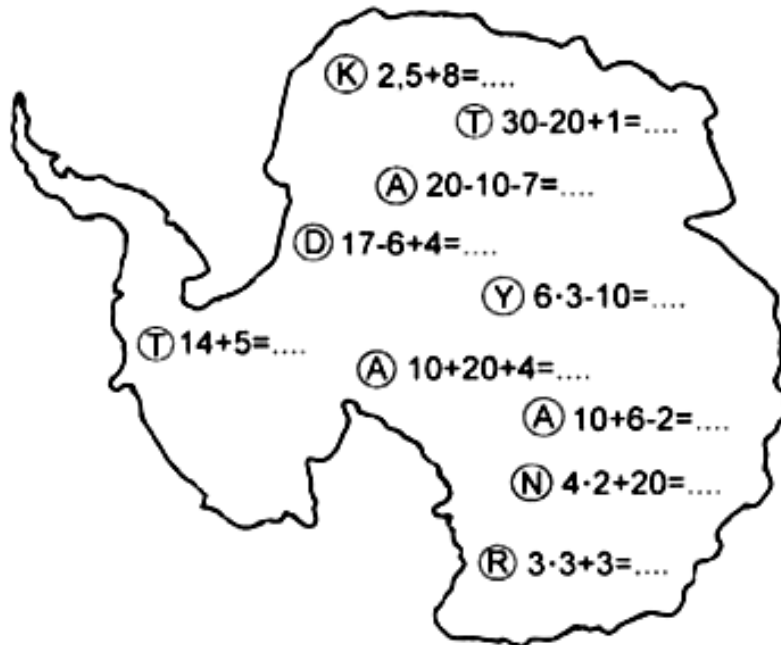 K 2,5+8=....
T 30-20+1=....
A 20-10-7=....
D 17-6+4=....
Y 6·3-10=....
T 14+5=....
A 10+20+4=....
A 10+6-2=....
N 4·2+20=....
R 3·3+3=....